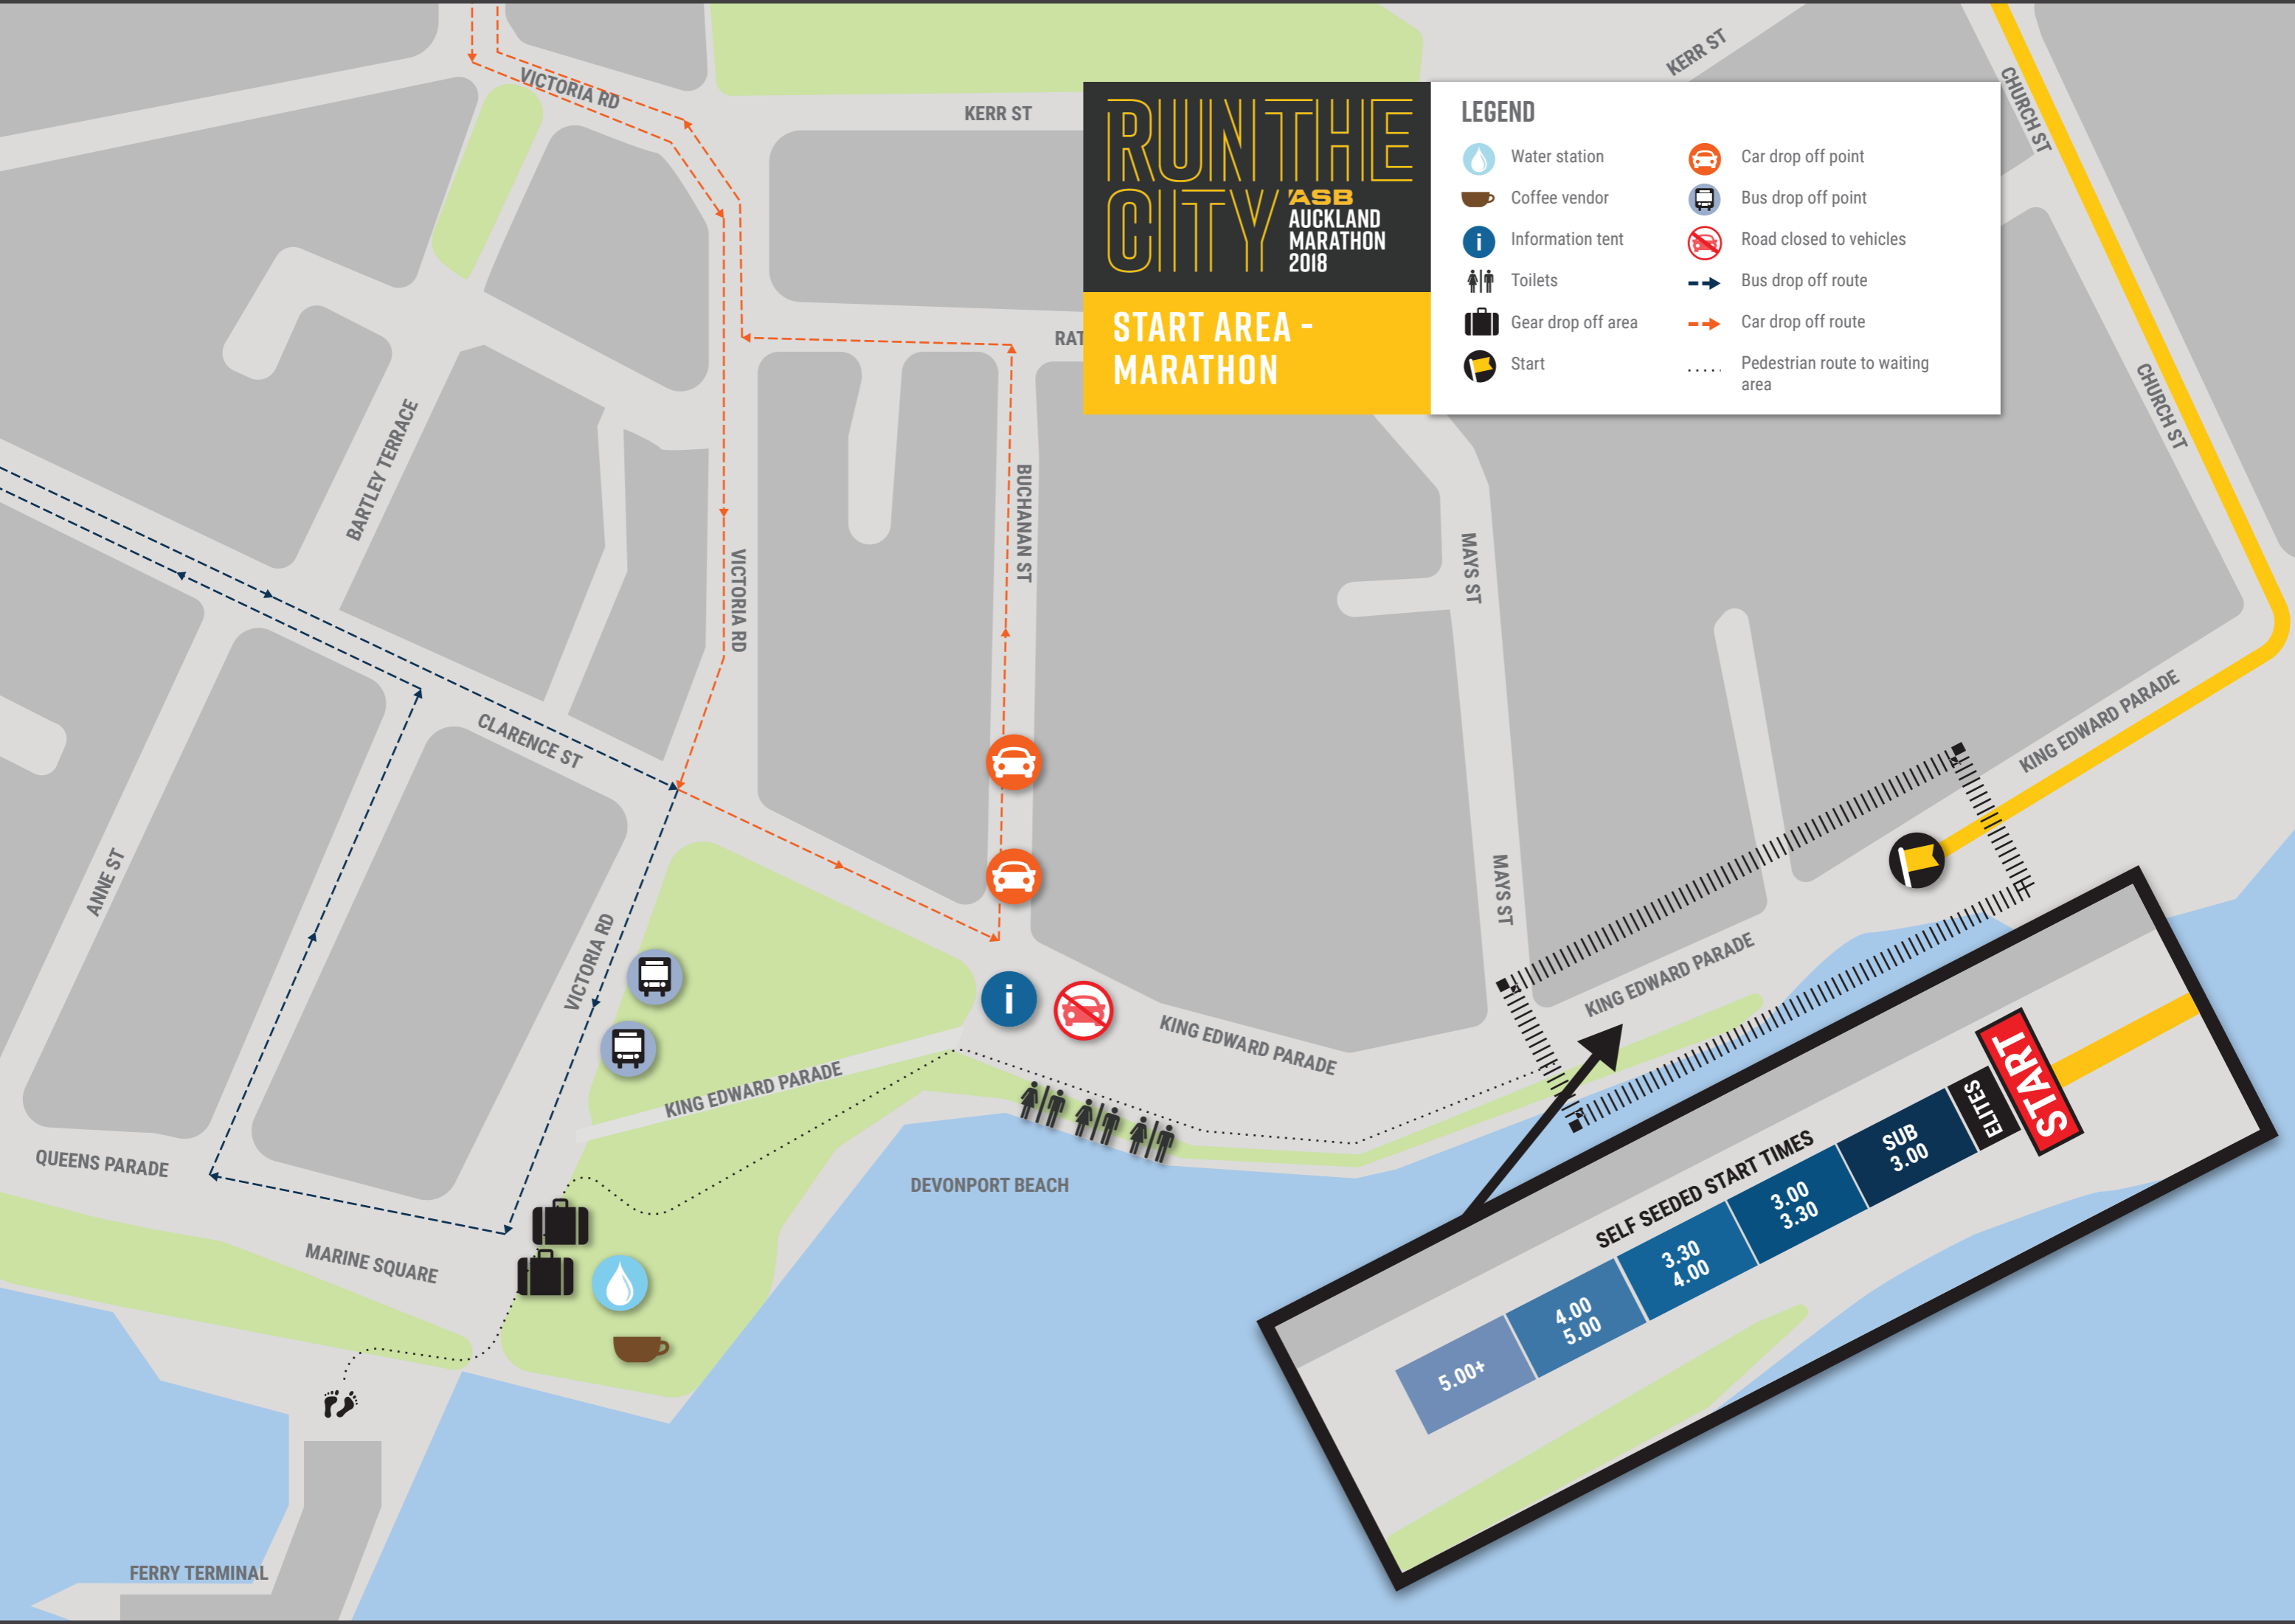 VICTORIA RD
KERR ST
KERR ST
CHURCH ST
RUN THE
CITY
ASB
AUCKLAND
MARATHON
2018
START AREA -
MARATHON
LEGEND
Water station
Coffee vendor
Information tent
Toilets
Gear drop off area
Start
Car drop off point
Bus drop off point
Road closed to vehicles
Bus drop off route
Car drop off route
Pedestrian route to waiting
area
RAT
CHURCH ST
BARTLEY TERRACE
BUCHANAN ST
VICTORIA RD
MAYS ST
CLARENCE ST
KING EDWARD PARADE
ANNE ST
VICTORIA RD
MAYS ST
KING EDWARD PARADE
i
KING EDWARD PARADE
KING EDWARD PARADE
QUEENS PARADE
MARINE SQUARE
DEVONPORT BEACH
FERRY TERMINAL
SELF SEEDED START TIMES
START
ELITES
SUB
3.00
3.00
3.30
3.30
4.00
4.00
5.00
5.00+